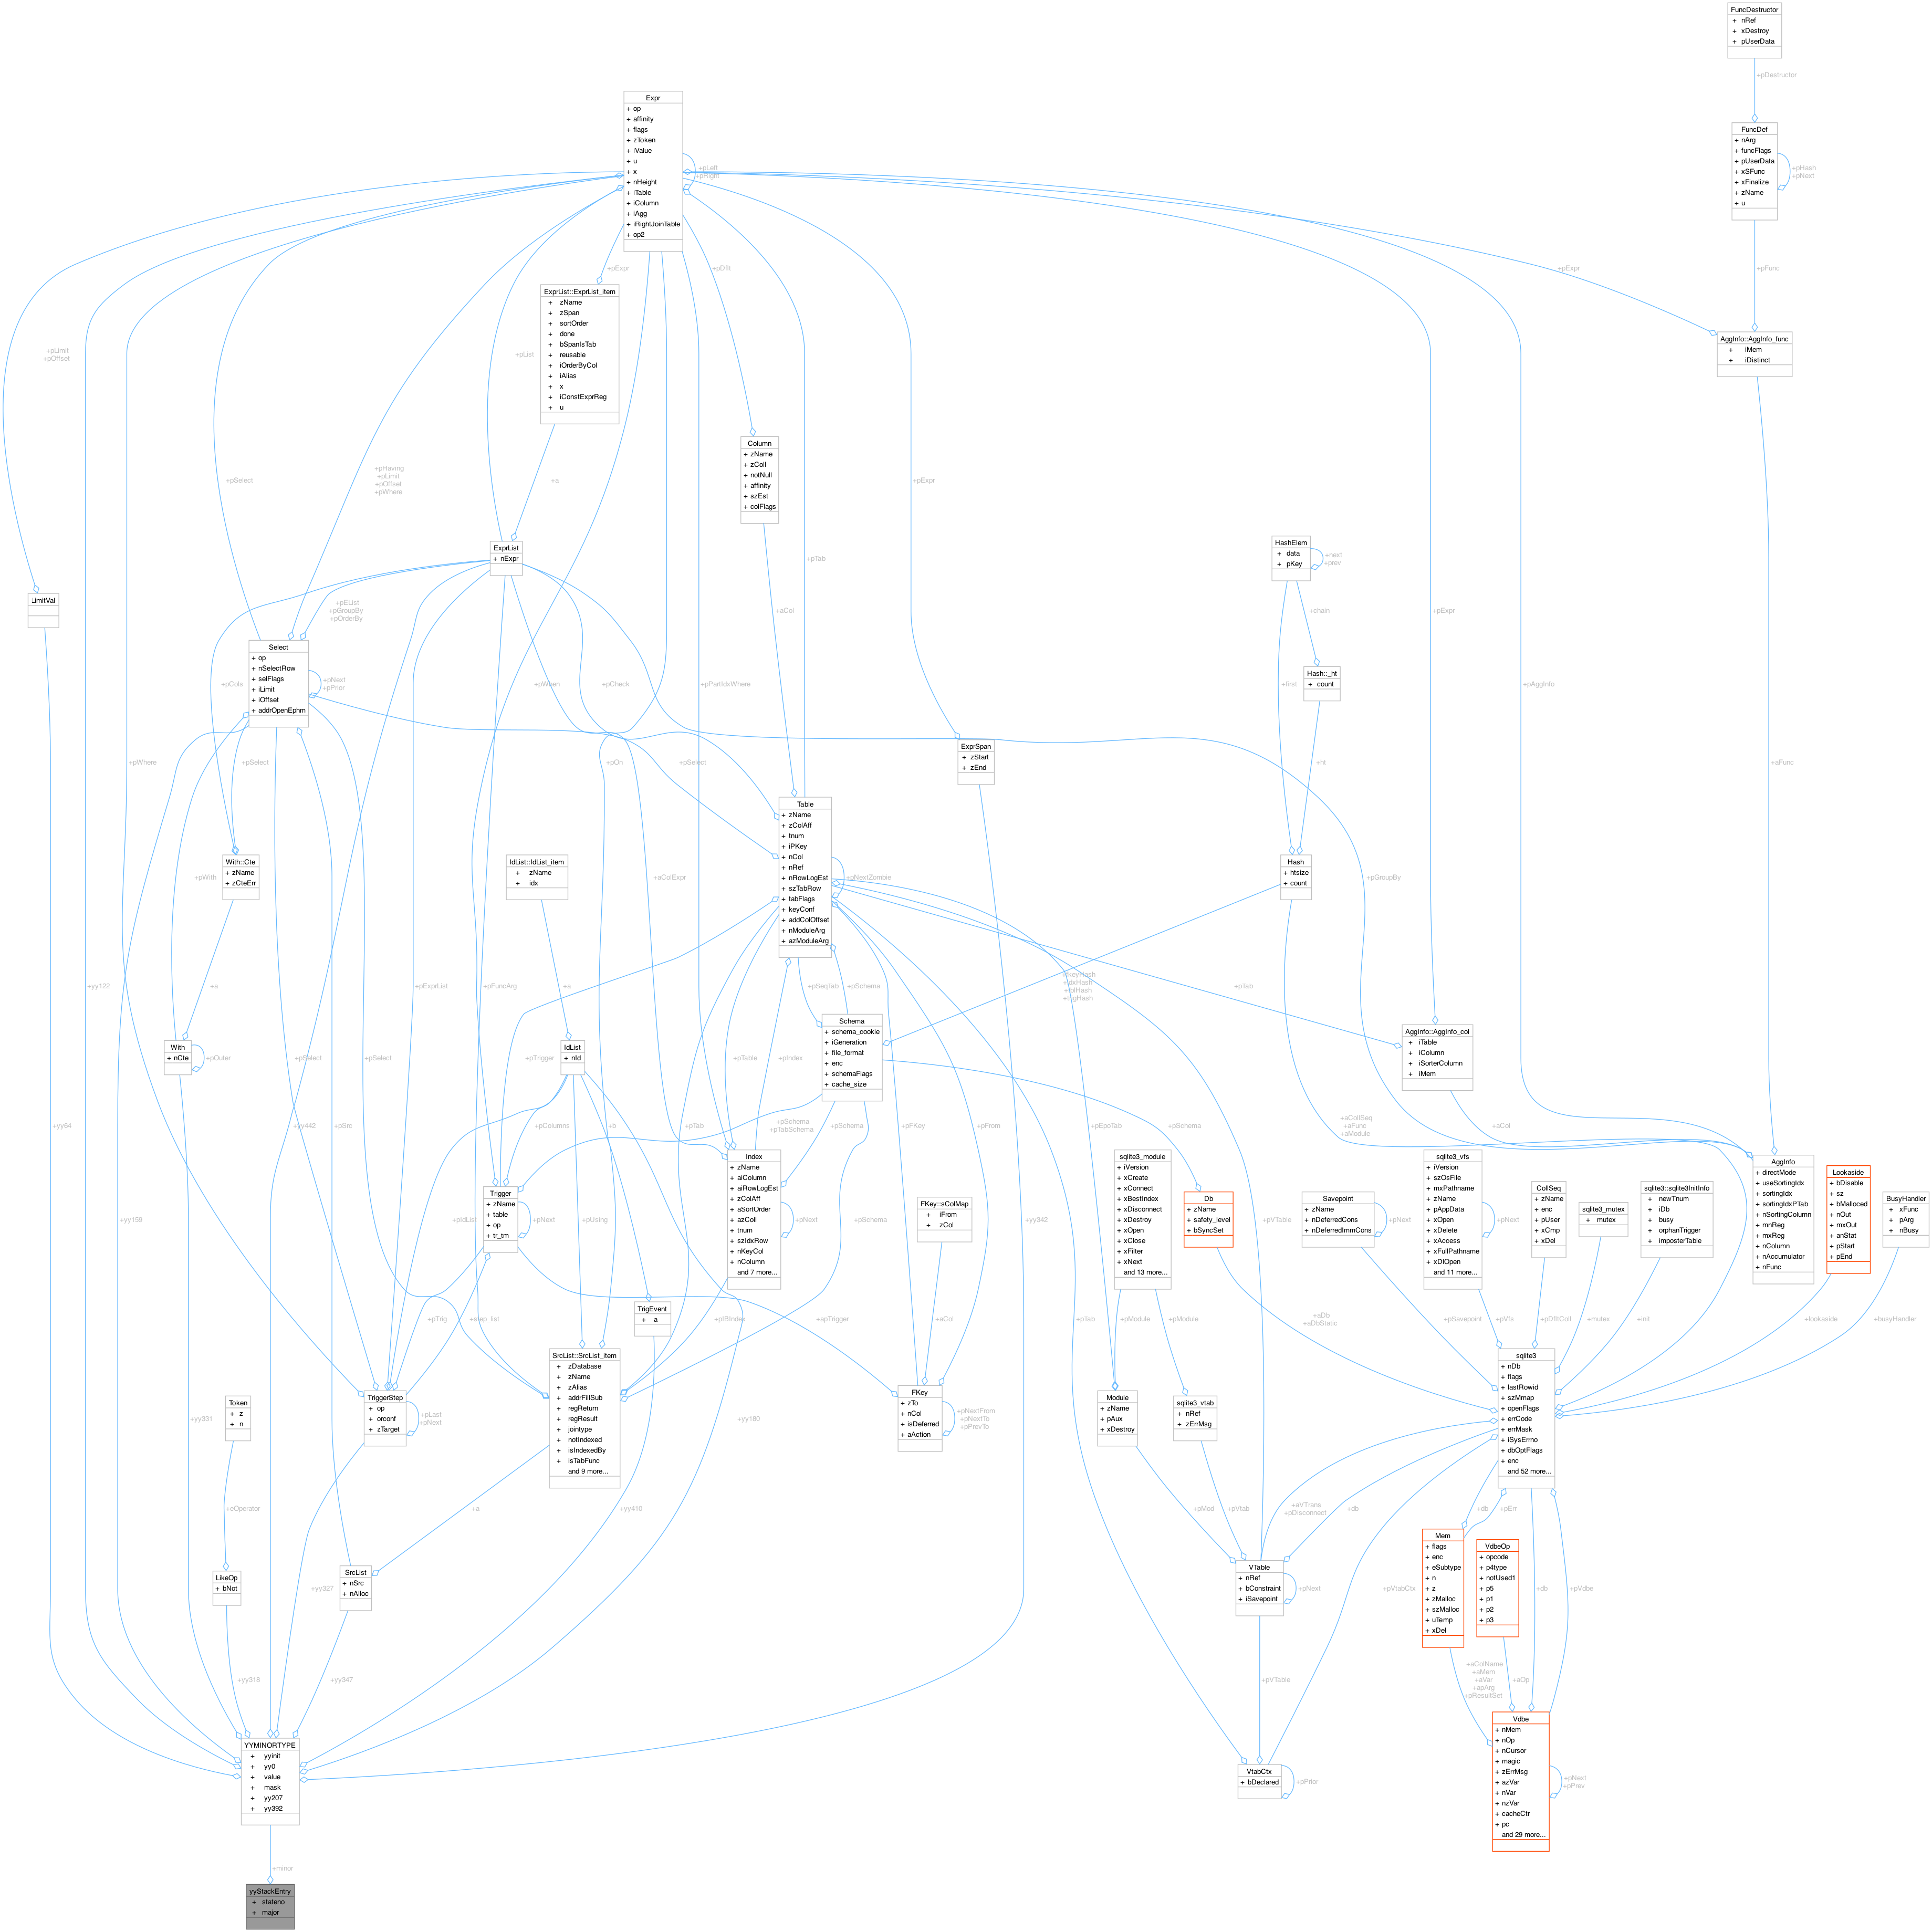 FuncDestructor
+ nRef
+ xDestroy
+ pUserData
+pDestructor
Expr
+ op
+ affinity
+ flags
+ zToken
+ iValue
+ u
+ x
+ nHeight
+ iTable
+ iColumn
+ iAgg
+ iRightJoinTable
+ op2
+pLeft
+pRight
FuncDef
+ nArg
+ funcFlags
+ pUserData
+ xSFunc
+ xFinalize
+ zName
+ u
+pHash
+pNext
+pExpr
+pDflt
+pExpr
+pFunc
ExprList::ExprList_item
+ zName
+ zSpan
+ sortOrder
+ done
+ bSpanIsTab
+ reusable
+ iOrderByCol
+ iAlias
+ x
+ iConstExprReg
+ u
AggInfo::AggInfo_func
+ iMem
+ iDistinct
+pLimit
+pOffset
+pList
Column
+ zName
+ zColl
+ notNull
+ affinity
+ szEst
+ colFlags
+pSelect
+pHaving
+pLimit
+pOffset
+pWhere
+a
+pExpr
ExprList
+ nExpr
+pTab
HashElem
+ data
+ pKey
+next
+prev
LimitVal
+pEList
+pGroupBy
+pOrderBy
+aCol
+chain
+pExpr
Select
+ op
+ nSelectRow
+ selFlags
+ iLimit
+ iOffset
+ addrOpenEphm
+pNext
+pPrior
+pCols
+pWhen
+pCheck
+pPartIdxWhere
+first
Hash::_ht
+ count
+pAggInfo
+pWhere
+pSelect
+pOn
+pSelect
ExprSpan
+ zStart
+ zEnd
+ht
+aFunc
Table
+ zName
+ zColAff
+ tnum
+ iPKey
+ nCol
+ nRef
+ nRowLogEst
+ szTabRow
+ tabFlags
+ keyConf
+ addColOffset
+ nModuleArg
+ azModuleArg
+pNextZombie
With::Cte
+ zName
+ zCteErr
IdList::IdList_item
+ zName
+ idx
Hash
+ htsize
+ count
+pWith
+aColExpr
+pGroupBy
+yy122
+a
+pExprList
+pFuncArg
+a
+pSeqTab
+pSchema
+idxHash
+trigHash
+pTab
With
+ nCte
+pOuter
+pSelect
+pSelect
+pTrigger
IdList
+ nId
+pTable
+pIndex
Schema
+ schema_cookie
+ iGeneration
+ file_format
+ enc
+ schemaFlags
+ cache_size
AggInfo::AggInfo_col
+ iTable
+ iColumn
+ iSorterColumn
+ iMem
+yy64
+yy442
+pSrc
+pColumns
+b
+pSchema
+pTabSchema
+pSchema
+pFKey
+pFrom
+pEpoTab
+pSchema
+aCollSeq
+aFunc
+aModule
+aCol
Index
+ zName
+ aiColumn
+ aiRowLogEst
+ zColAff
+ aSortOrder
+ azColl
+ tnum
+ szIdxRow
+ nKeyCol
+ nColumn
and 7 more...
+pNext
Trigger
+ zName
+ table
+ op
+ tr_tm
+pNext
+yy159
+pIdList
+pUsing
+pTab
+pSchema
FKey::sColMap
+ iFrom
+ zCol
+yy342
sqlite3_module
+ iVersion
+ xCreate
+ xConnect
+ xBestIndex
+ xDisconnect
+ xDestroy
+ xOpen
+ xClose
+ xFilter
+ xNext
and 13 more...
+pVTable
Db
+ zName
+ safety_level
+ bSyncSet
Savepoint
+ zName
+ nDeferredCons
+ nDeferredImmCons
+pNext
sqlite3_vfs
+ iVersion
+ szOsFile
+ mxPathname
+ zName
+ pAppData
+ xOpen
+ xDelete
+ xAccess
+ xFullPathname
+ xDlOpen
and 11 more...
+pNext
CollSeq
+ zName
+ enc
+ pUser
+ xCmp
+ xDel
sqlite3_mutex
+ mutex
sqlite3::sqlite3InitInfo
+ newTnum
+ iDb
+ busy
+ orphanTrigger
+ imposterTable
AggInfo
+ directMode
+ useSortingIdx
+ sortingIdx
+ sortingIdxPTab
+ nSortingColumn
+ mnReg
+ mxReg
+ nColumn
+ nAccumulator
+ nFunc
Lookaside
+ bDisable
+ sz
+ bMalloced
+ nOut
+ mxOut
+ anStat
+ pStart
+ pEnd
BusyHandler
+ xFunc
+ pArg
+ nBusy
TrigEvent
+ a
+pTrig
+step_list
+pIBIndex
+apTrigger
+aCol
+pModule
+pModule
+pTab
+aDb
+aDbStatic
+pSavepoint
+pVfs
+pDfltColl
+mutex
+init
+lookaside
+busyHandler
SrcList::SrcList_item
+ zDatabase
+ zName
+ zAlias
+ addrFillSub
+ regReturn
+ regResult
+ jointype
+ notIndexed
+ isIndexedBy
+ isTabFunc
and 9 more...
sqlite3
+ nDb
+ flags
+ lastRowid
+ szMmap
+ openFlags
+ errCode
+ errMask
+ iSysErrno
+ dbOptFlags
+ enc
and 52 more...
Token
+ z
+ n
TriggerStep
+ op
+ orconf
+ zTarget
+pLast
+pNext
FKey
+ zTo
+ nCol
+ isDeferred
+ aAction
+pNextFrom
+pNextTo
+pPrevTo
Module
+ zName
+ pAux
+ xDestroy
sqlite3_vtab
+ nRef
+ zErrMsg
+yy331
+yy180
+eOperator
+a
+yy410
+pMod
+pVtab
+aVTrans
+pDisconnect
+db
+db
+pErr
+db
+pVdbe
Mem
+ flags
+ enc
+ eSubtype
+ n
+ z
+ zMalloc
+ szMalloc
+ uTemp
+ xDel
VdbeOp
+ opcode
+ p4type
+ notUsed1
+ p5
+ p1
+ p2
+ p3
LikeOp
+ bNot
+yy327
SrcList
+ nSrc
+ nAlloc
VTable
+ nRef
+ bConstraint
+ iSavepoint
+pNext
+pVtabCtx
+yy318
+yy347
+pVTable
+aColName
+aMem
+aVar
+apArg
+pResultSet
+aOp
Vdbe
+ nMem
+ nOp
+ nCursor
+ magic
+ zErrMsg
+ azVar
+ nVar
+ nzVar
+ cacheCtr
+ pc
and 29 more...
+pNext
+pPrev
YYMINORTYPE
+ yyinit
+ yy0
+ value
+ mask
+ yy207
+ yy392
VtabCtx
+ bDeclared
+pPrior
+minor
yyStackEntry
+ stateno
+ major